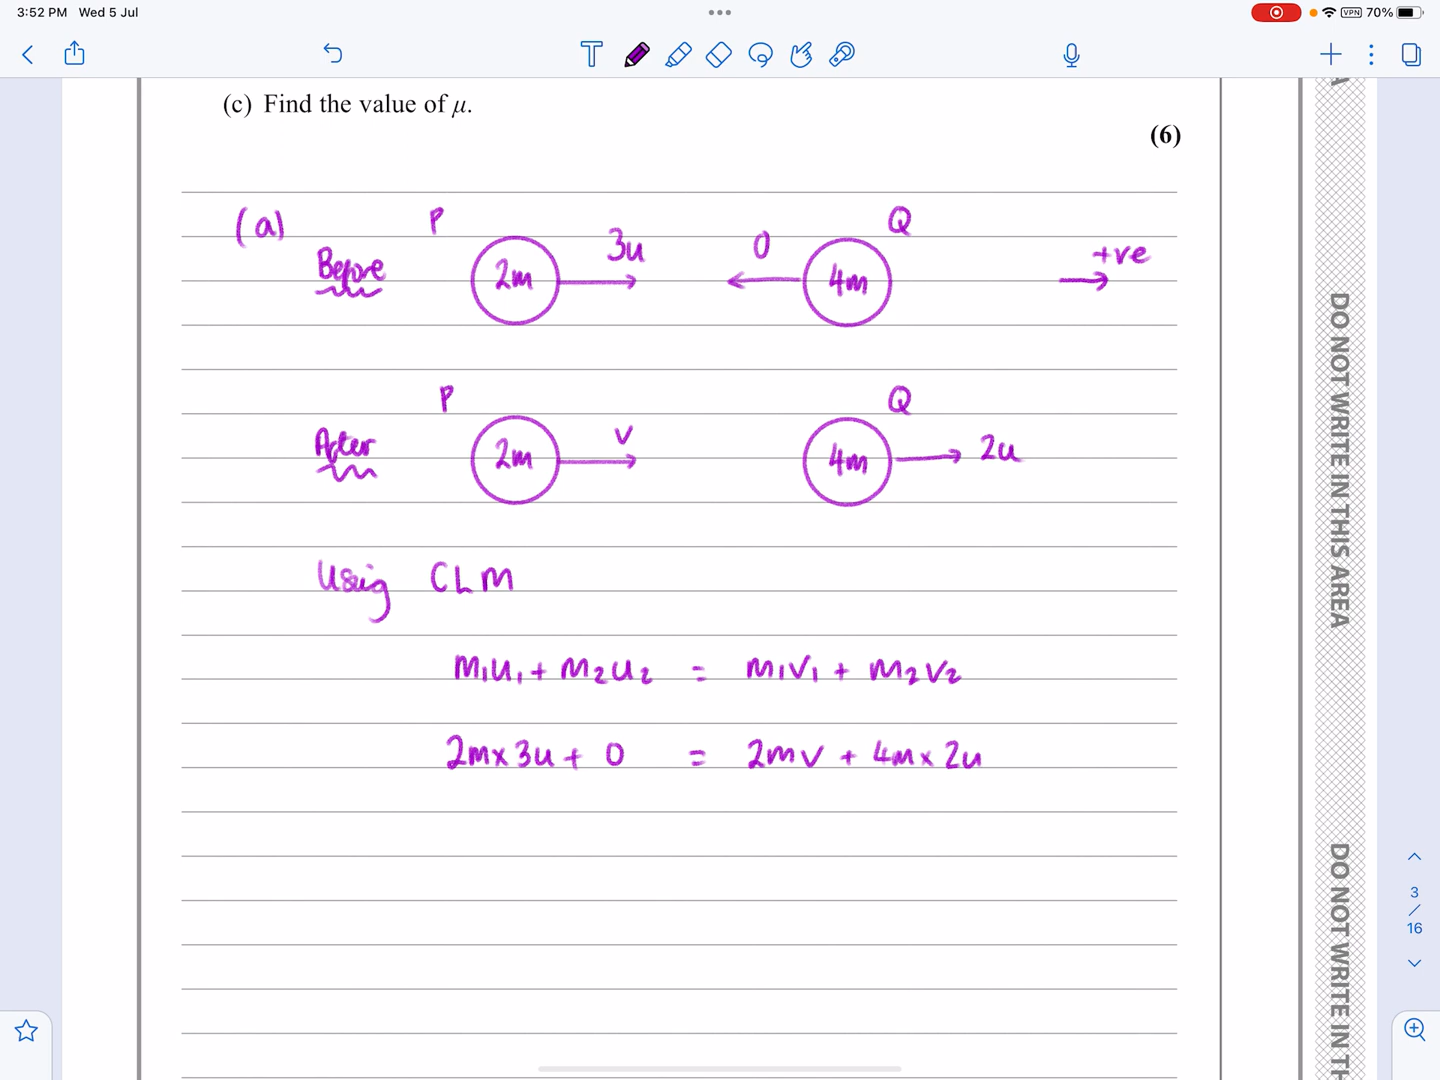 3:52 PM Wed 5 Jul
VPN 70%
(c) Find the value of μ.
(6)
(a) P Q
Before 2m 3u 0 4m +ve
P Q
After 2m v 4m 2u
Using CLM
m₁u₁ + m₂u₂ = m₁v₁ + m₂v₂
2m × 3u + 0 = 2mv + 4m × 2u
DO NOT WRITE IN THIS AREA
DO NOT WRITE IN TH
3
/
16